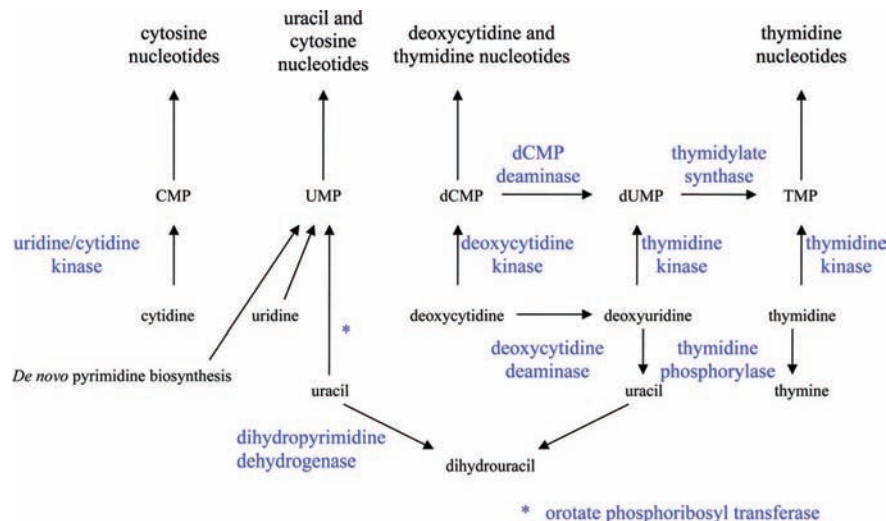 cytosine
nucleotides
uracil and
cytosine
nucleotides
deoxycytidine and
thymidine nucleotides
thymidine
nucleotides
dCMP
deaminase
thymidylate
synthase
CMP
UMP
dCMP
dUMP
TMP
uridine/cytidine
kinase
deoxycytidine
kinase
thymidine
kinase
thymidine
kinase
cytidine
uridine
deoxycytidine
deoxyuridine
thymidine
*
deoxycytidine
deaminase
thymidine
phosphorylase
De novo pyrimidine biosynthesis
uracil
uracil
thymine
dihydropyrimidine
dehydrogenase
dihydrouracil
* orotate phosphoribosyl transferase